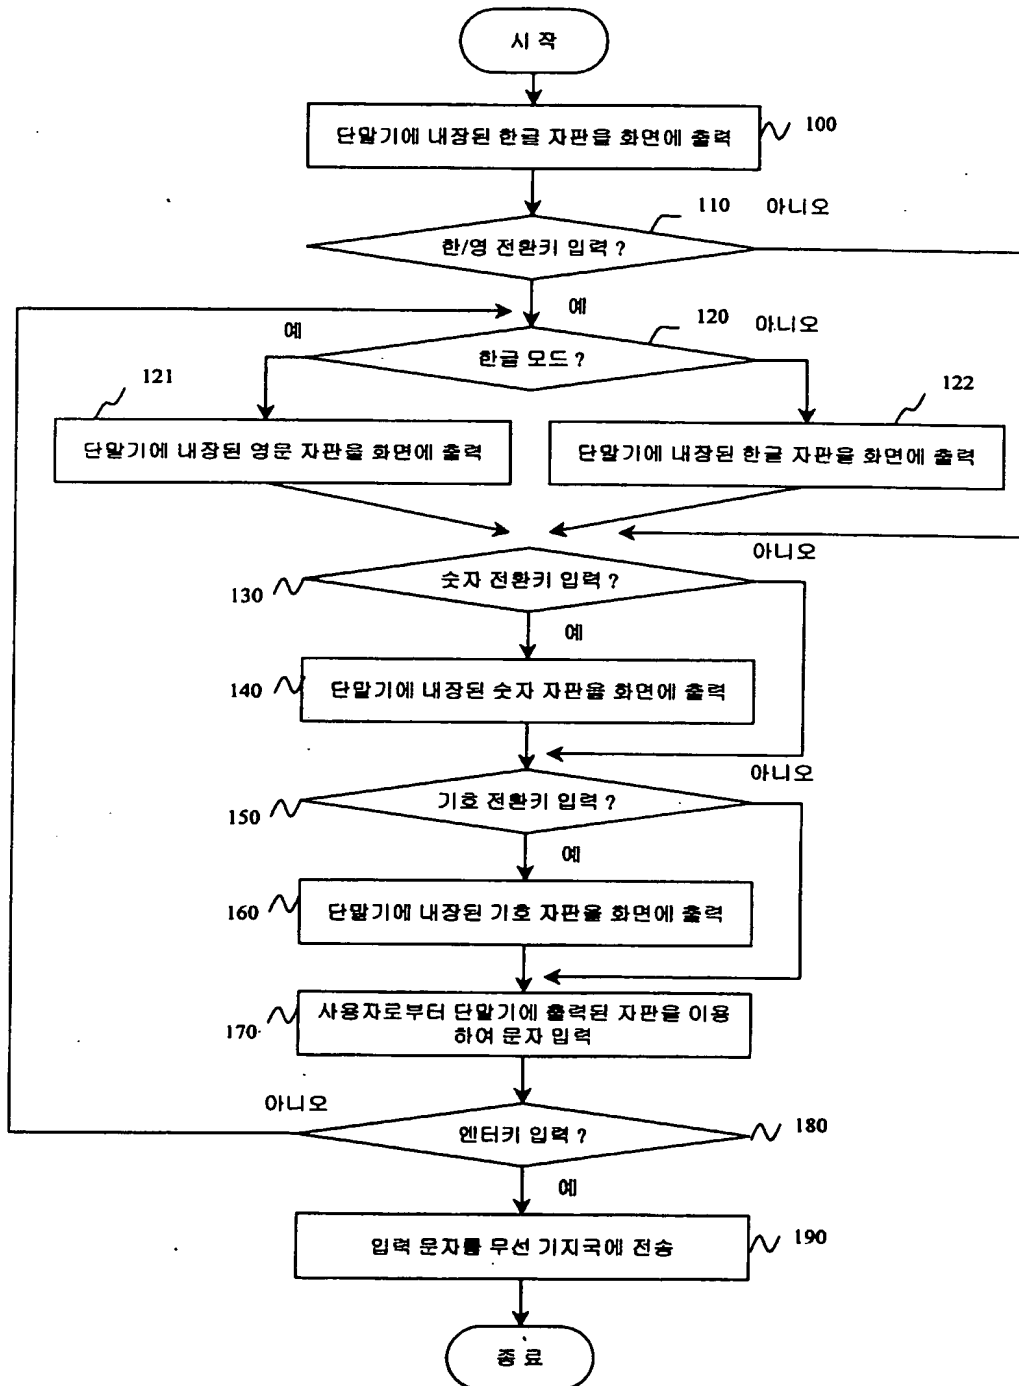 시 작
단말기에 내장된 한글 자판을 화면에 출력
100
110
아니오
한/영 전환키 입력 ?
예
예
120
아니오
한글 모드 ?
121
122
단말기에 내장된 영문 자판을 화면에 출력
단말기에 내장된 한글 자판을 화면에 출력
아니오
130
숫자 전환키 입력 ?
예
140
단말기에 내장된 숫자 자판을 화면에 출력
아니오
150
기호 전환키 입력 ?
예
160
단말기에 내장된 기호 자판을 화면에 출력
170
사용자로부터 단말기에 출력된 자판을 이용
하여 문자 입력
아니오
엔터키 입력 ?
180
예
입력 문자를 무선 기지국에 전송
190
종 료